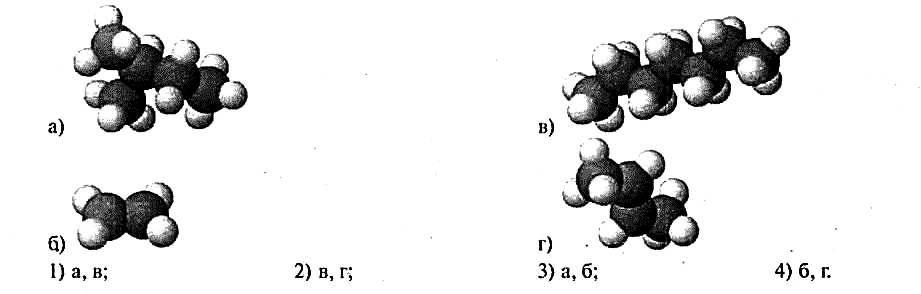 а)
в)
б)
г)
1) а, в; 2) в, г; 3) а, б; 4) б, г.